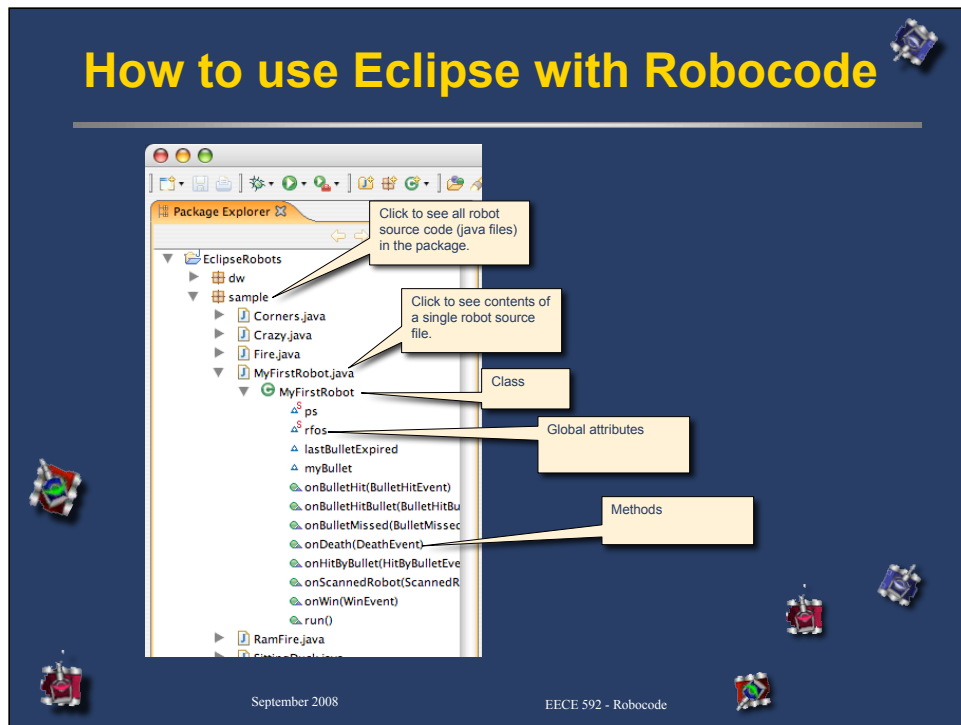 How to use Eclipse with Robocode
Package Explorer
Click to see all robot
source code (java files)
in the package.
EclipseRobots
dw
sample
Corners.java
Click to see contents of
a single robot source
file.
Crazy.java
Fire.java
MyFirstRobot.java
MyFirstRobot
Class
S ps
S rfos
Global attributes
lastBulletExpired
myBullet
onBulletHit(BulletHitEvent)
onBulletHitBullet(BulletHitBu
onBulletMissed(BulletMissed
Methods
onDeath(DeathEvent)
onHitByBullet(HitByBulletEve
onScannedRobot(ScannedR
onWin(WinEvent)
run()
RamFire.java
September 2008
EECE 592 - Robocode